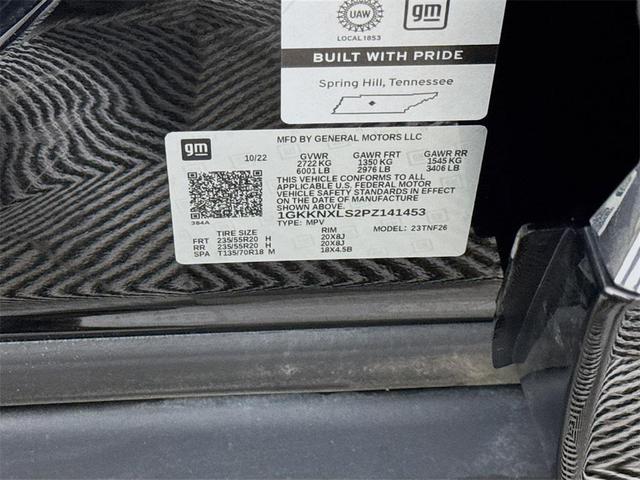 UAW
gm
LOCAL 1853
BUILT WITH PRIDE
Spring Hill, Tennessee
gm
MFD BY GENERAL MOTORS LLC
10/22 GVWR GAWR FRT GAWR RR
2722 KG 1350 KG 1545 KG
6001 LB 2976 LB 3406 LB
THIS VEHICLE CONFORMS TO ALL
APPLICABLE U.S. FEDERAL MOTOR
VEHICLE SAFETY STANDARDS IN EFFECT
ON THE DATE OF MANUFACTURE
SHOWN ABOVE.
384A
1GKKNXLS2PZ141453
TYPE: MPV MODEL: 23TNF26
TIRE SIZE RIM
FRT 235/55R20 H 20X8J
RR 235/55R20 H 20X8J
SPA T135/70R18 M 18X4.5B